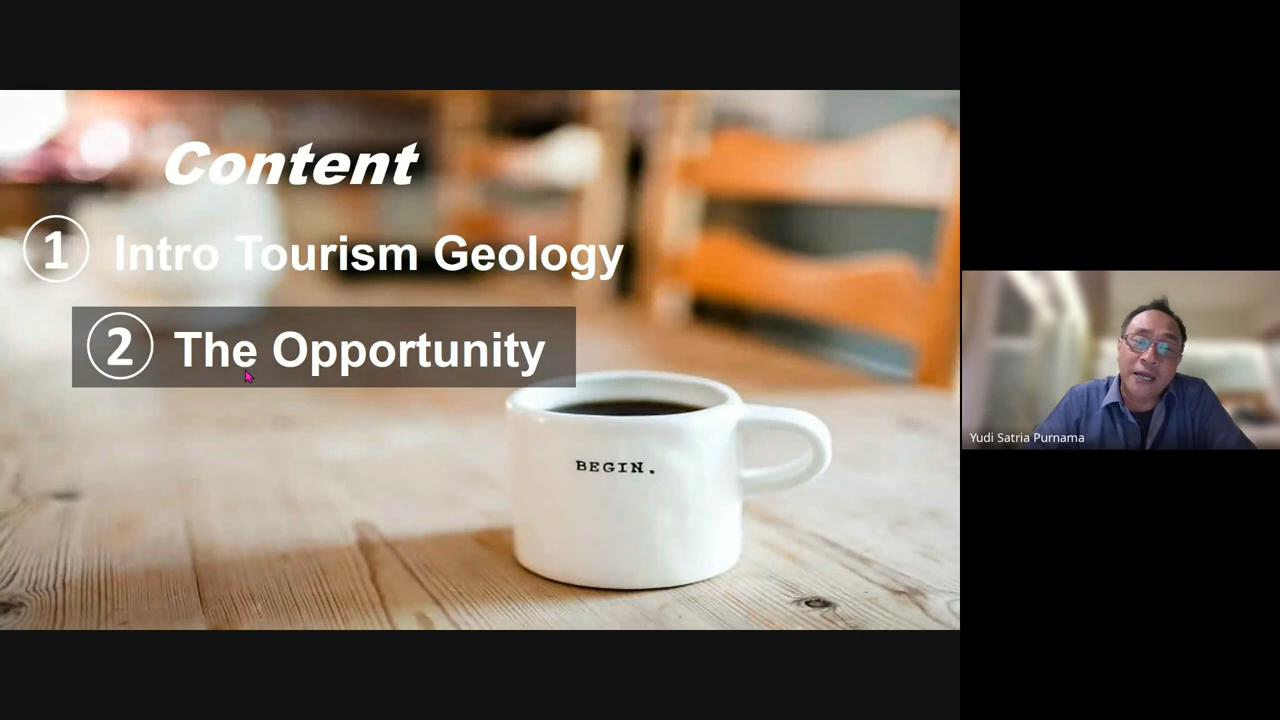 Content
1 Intro Tourism Geology
2 The Opportunity
BEGIN.
Yudi Satria Purnama